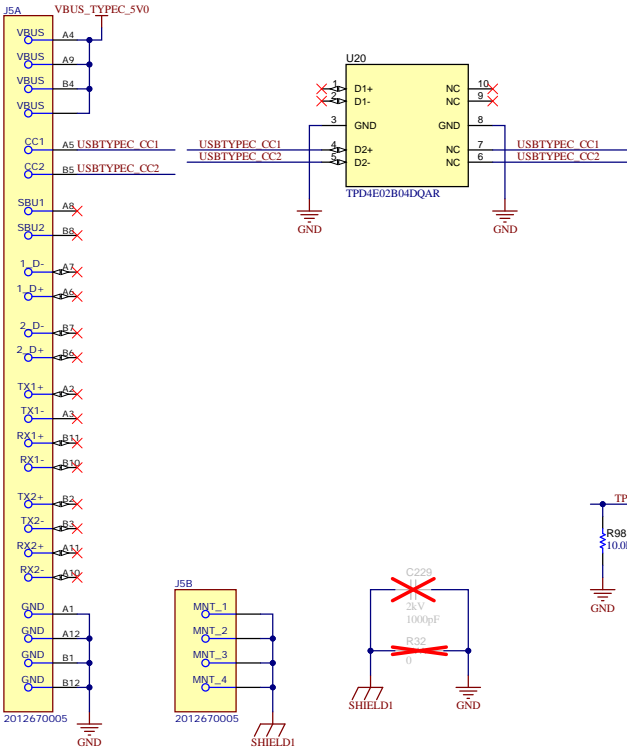 J5A
VBUS_TYPEC_5V0
VBUS A4
VBUS A9
VBUS B4
VBUS
CC1 A5 USBTYPEC_CC1
CC2 B5 USBTYPEC_CC2
SBU1 A8
SBU2 B8
1_D- A7
1_D+ A6
2_D- B7
2_D+ B6
TX1+ A2
TX1- A3
RX1+ B11
RX1- B10
TX2+ B2
TX2- B3
RX2+ A11
RX2- A10
GND A1
GND A12
GND B1
GND B12
2012670005
GND
U20
1 D1+ NC 10
2 D1- NC 9
3 GND GND 8
USBTYPEC_CC1 4 D2+ NC 7 USBTYPEC_CC1
USBTYPEC_CC2 5 D2- NC 6 USBTYPEC_CC2
TPD4E02B04DQAR
GND
GND
J5B
MNT_1
MNT_2
MNT_3
MNT_4
2012670005
SHIELD1
C229
2kV
1000pF
R32
0
SHIELD1
GND
TP
R98
10.0
GND